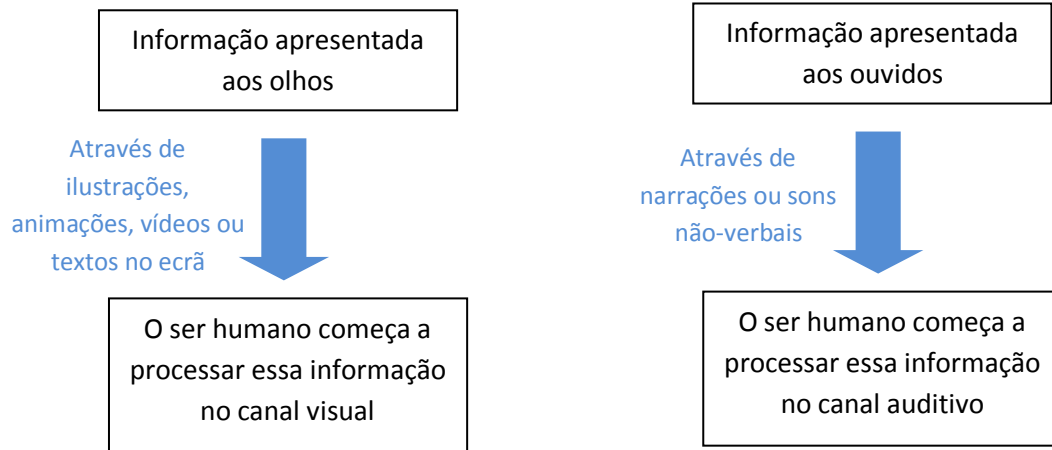 Informação apresentada
aos olhos
Através de
ilustrações,
animações, vídeos ou
textos no ecrã
O ser humano começa a
processar essa informação
no canal visual
Informação apresentada
aos ouvidos
Através de
narrações ou sons
não-verbais
O ser humano começa a
processar essa informação
no canal auditivo